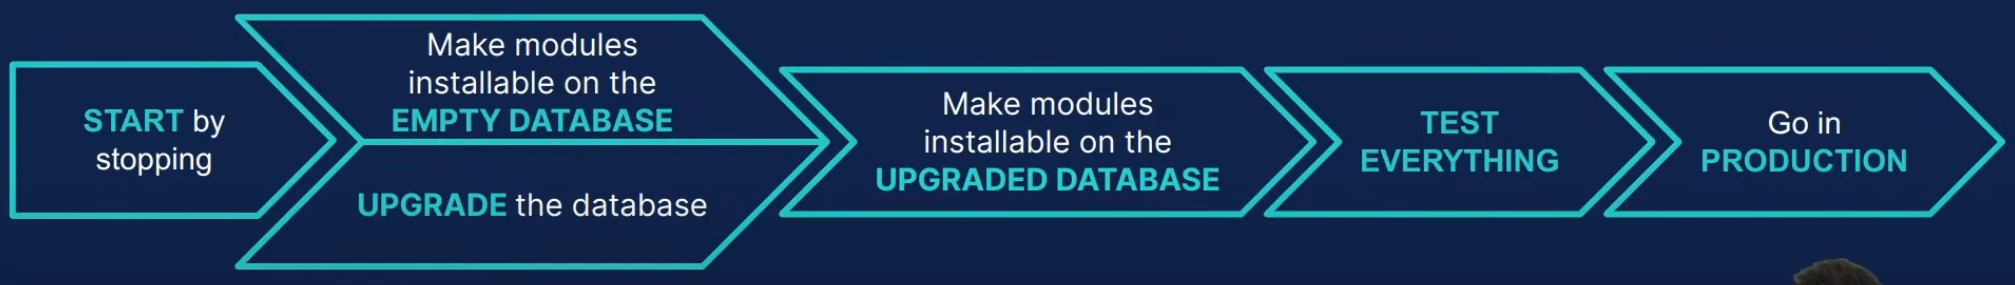 START by
stopping
Make modules
installable on the
EMPTY DATABASE
UPGRADE the database
Make modules
installable on the
UPGRADED DATABASE
TEST
EVERYTHING
Go in
PRODUCTION